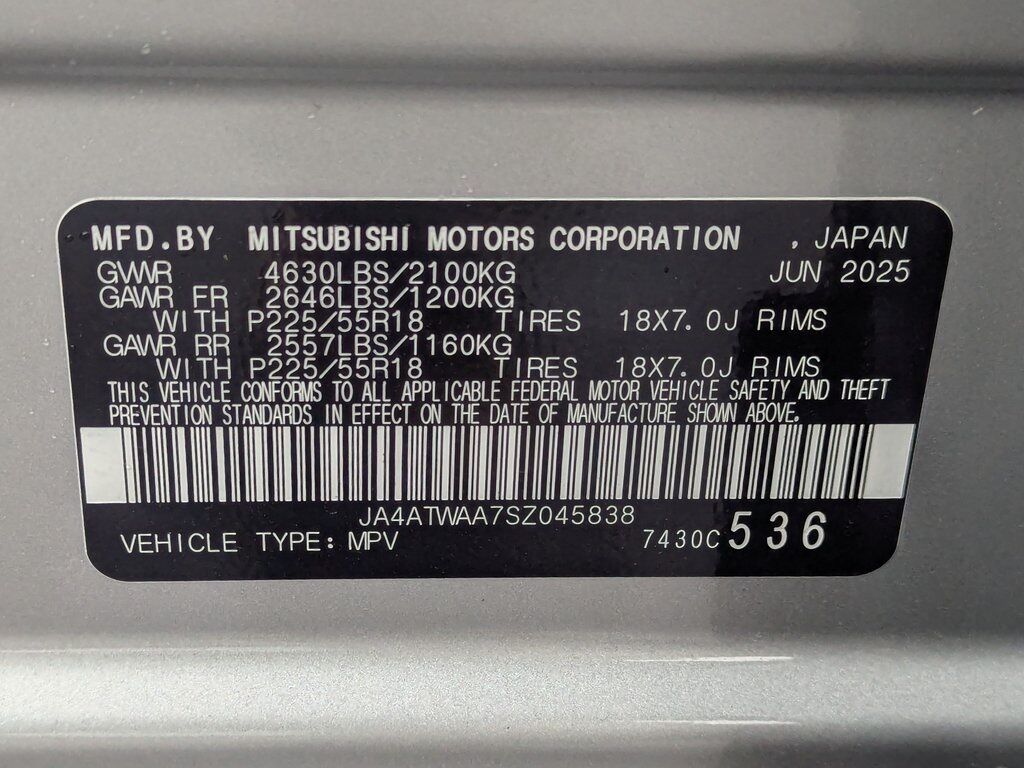 MFD.BY MITSUBISHI MOTORS CORPORATION , JAPAN
GVWR 4630LBS/2100KG JUN 2025
GAWR FR 2646LBS/1200KG
WITH P225/55R18 TIRES 18X7.0J RIMS
GAWR RR 2557LBS/1160KG
WITH P225/55R18 TIRES 18X7.0J RIMS
THIS VEHICLE CONFORMS TO ALL APPLICABLE FEDERAL MOTOR VEHICLE SAFETY AND THEFT
PREVENTION STANDARDS IN EFFECT ON THE DATE OF MANUFACTURE SHOWN ABOVE.
JA4ATWAA7SZ045838
VEHICLE TYPE: MPV 7430C 536